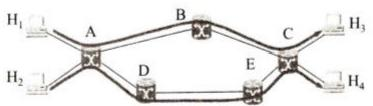 H₁ A B C H₃
H₂ D E H₄